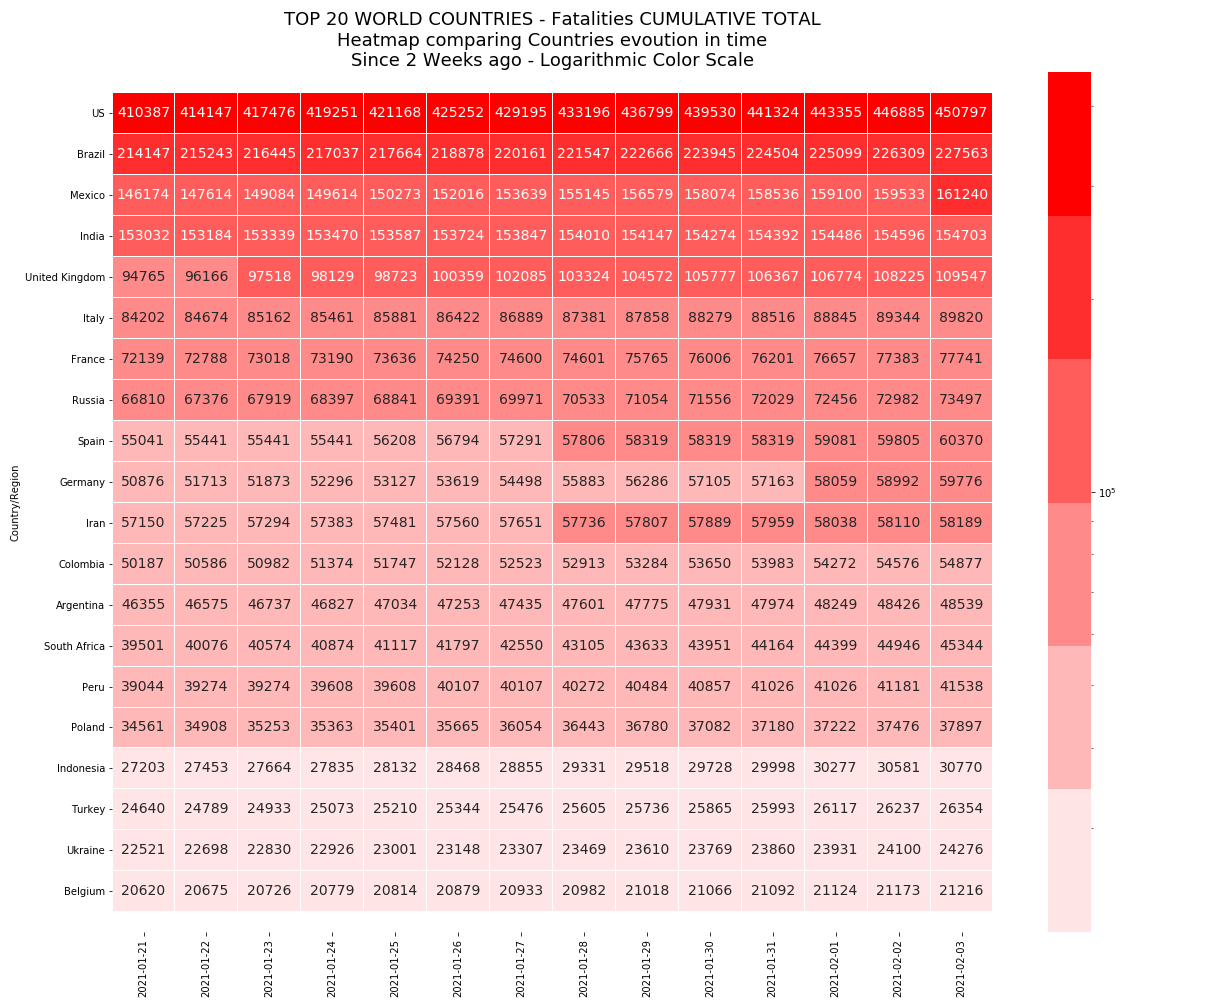 TOP 20 WORLD COUNTRIES - Fatalities CUMULATIVE TOTAL
Heatmap comparing Countries evoution in time
Since 2 Weeks ago - Logarithmic Color Scale
US 410387 414147 417476 419251 421168 425252 429195 433196 436799 439530 441324 443355 446885 450797
Brazil 214147 215243 216445 217037 217664 218878 220161 221547 222666 223945 224504 225099 226309 227563
Mexico 146174 147614 149084 149614 150273 152016 153639 155145 156579 158074 158536 159100 159533 161240
India 153032 153184 153339 153470 153587 153724 153847 154010 154147 154274 154392 154486 154596 154703
United Kingdom 94765 96166 97518 98129 98723 100359 102085 103324 104572 105777 106367 106774 108225 109547
Italy 84202 84674 85162 85461 85881 86422 86889 87381 87858 88279 88516 88845 89344 89820
France 72139 72788 73018 73190 73636 74250 74600 74601 75765 76006 76201 76657 77383 77741
Russia 66810 67376 67919 68397 68841 69391 69971 70533 71054 71556 72029 72456 72982 73497
Spain 55041 55441 55441 55441 56208 56794 57291 57806 58319 58319 58319 59081 59805 60370
Germany 50876 51713 51873 52296 53127 53619 54498 55883 56286 57105 57163 58059 58992 59776
Iran 57150 57225 57294 57383 57481 57560 57651 57736 57807 57889 57959 58038 58110 58189
Colombia 50187 50586 50982 51374 51747 52128 52523 52913 53284 53650 53983 54272 54576 54877
Argentina 46355 46575 46737 46827 47034 47253 47435 47601 47775 47931 47974 48249 48426 48539
South Africa 39501 40076 40574 40874 41117 41797 42550 43105 43633 43951 44164 44399 44946 45344
Peru 39044 39274 39274 39608 39608 40107 40107 40272 40484 40857 41026 41026 41181 41538
Poland 34561 34908 35253 35363 35401 35665 36054 36443 36780 37082 37180 37222 37476 37897
Indonesia 27203 27453 27664 27835 28132 28468 28855 29331 29518 29728 29998 30277 30581 30770
Turkey 24640 24789 24933 25073 25210 25344 25476 25605 25736 25865 25993 26117 26237 26354
Ukraine 22521 22698 22830 22926 23001 23148 23307 23469 23610 23769 23860 23931 24100 24276
Belgium 20620 20675 20726 20779 20814 20879 20933 20982 21018 21066 21092 21124 21173 21216
2021-01-21 2021-01-22 2021-01-23 2021-01-24 2021-01-25 2021-01-26 2021-01-27 2021-01-28 2021-01-29 2021-01-30 2021-01-31 2021-02-01 2021-02-02 2021-02-03
Country/Region
10⁵